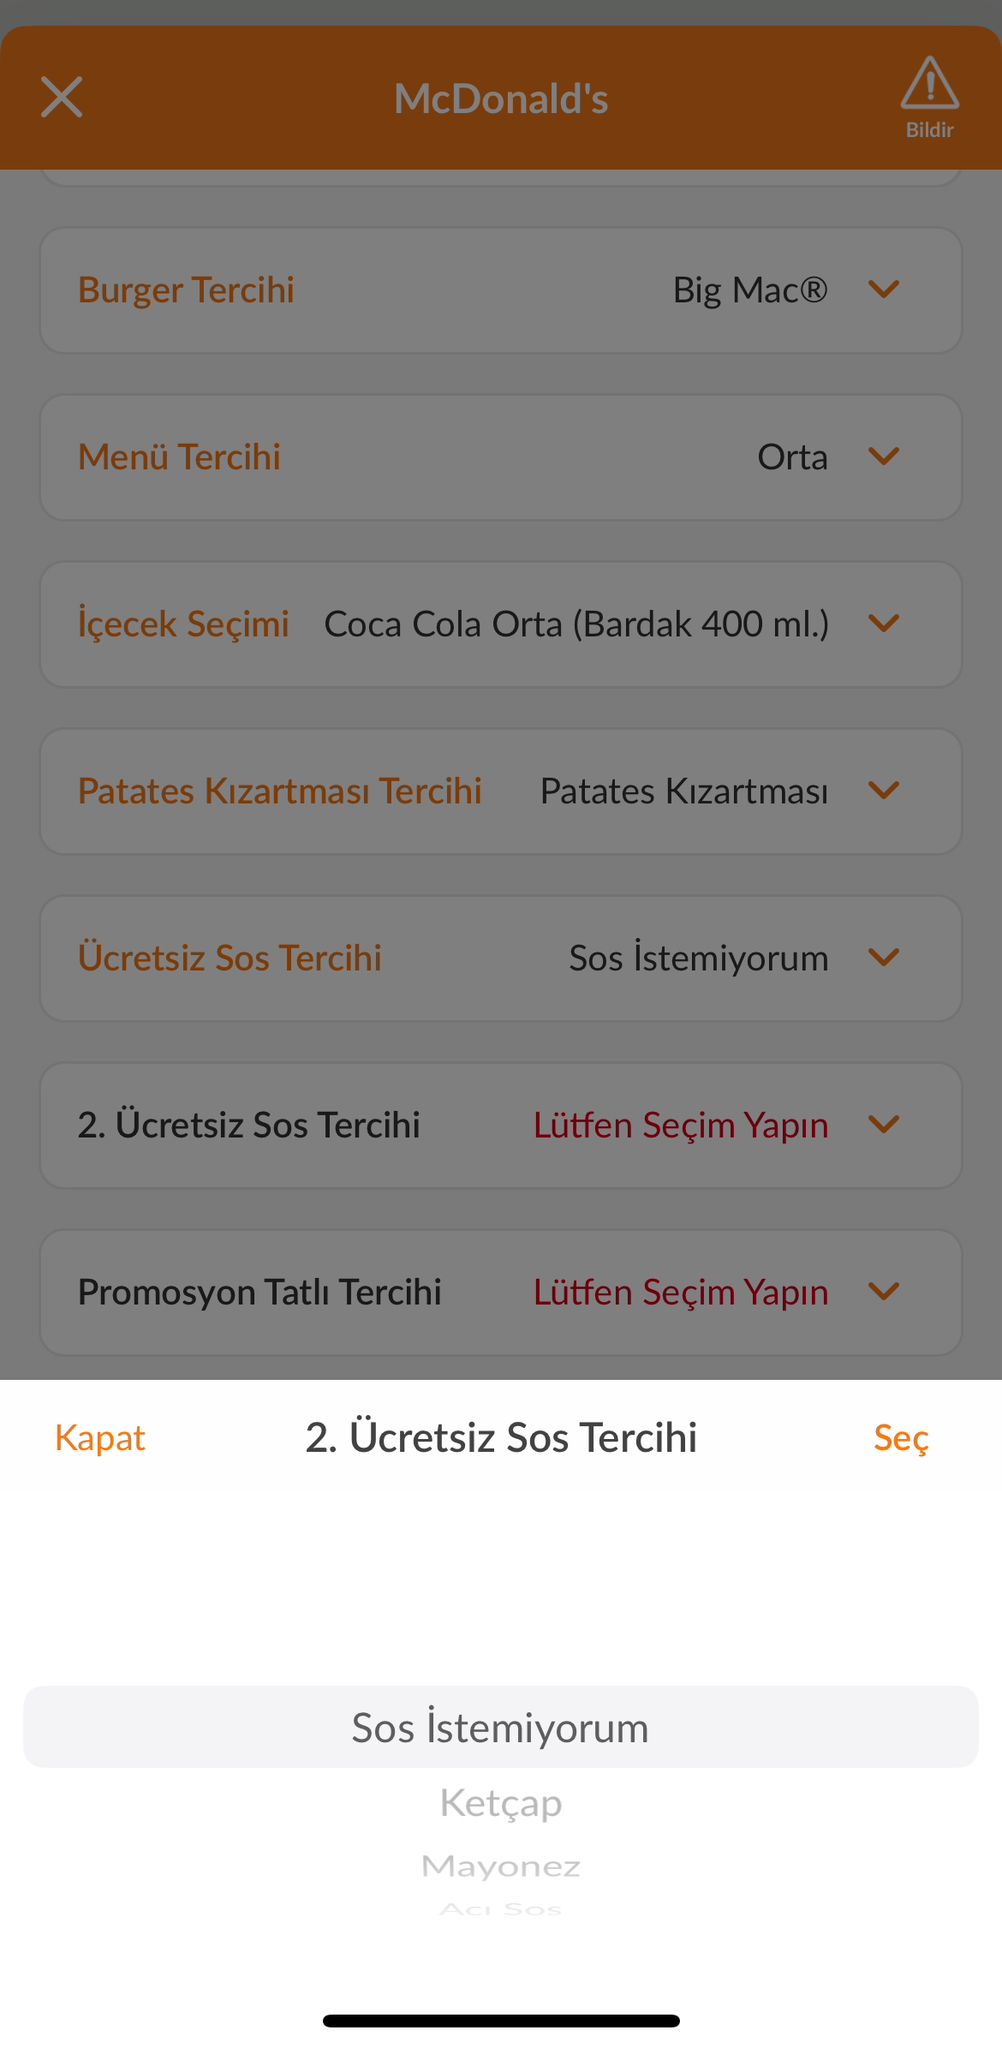 McDonald's
Bildir
Burger Tercihi Big Mac®
Menü Tercihi Orta
İçecek Seçimi Coca Cola Orta (Bardak 400 ml.)
Patates Kızartması Tercihi Patates Kızartması
Ücretsiz Sos Tercihi Sos İstemiyorum
2. Ücretsiz Sos Tercihi Lütfen Seçim Yapın
Promosyon Tatlı Tercihi Lütfen Seçim Yapın
Kapat 2. Ücretsiz Sos Tercihi Seç
Sos İstemiyorum
Ketçap
Mayonez
Acı Sos